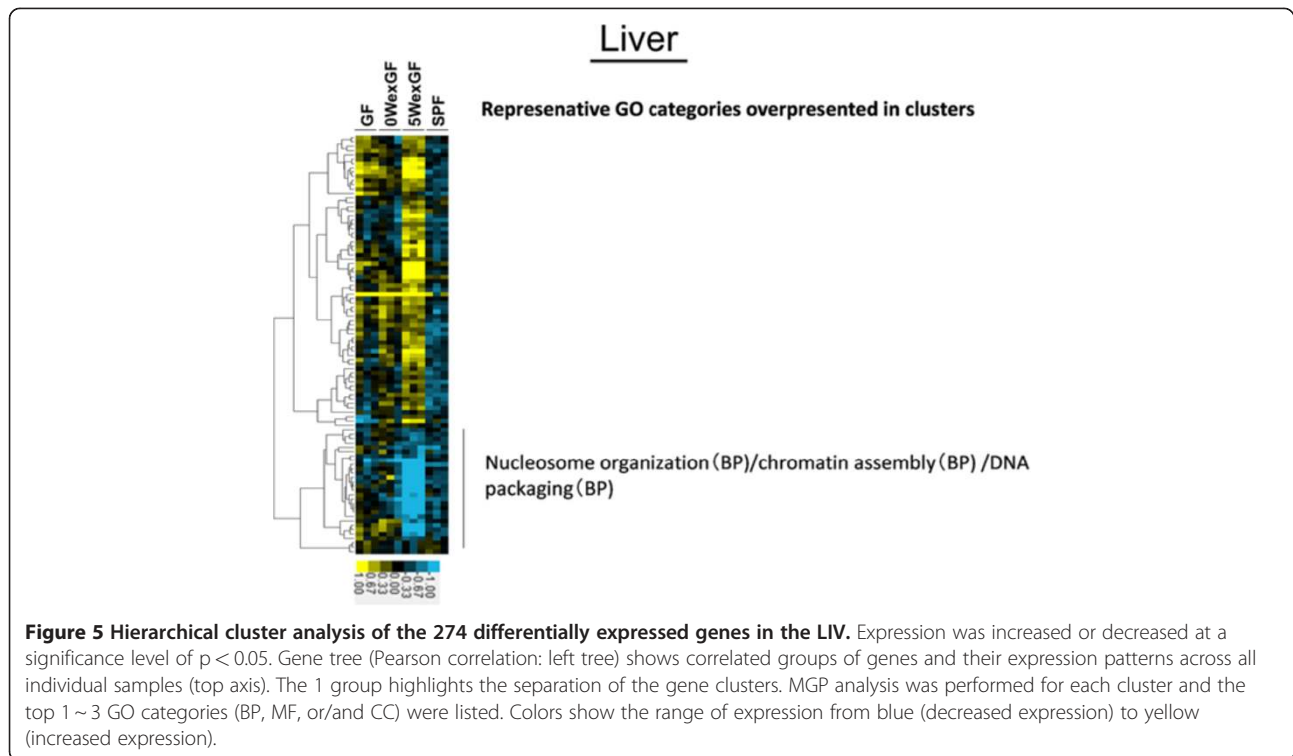 Liver
GF
0WexGF
5WexGF
SPF
Represenative GO categories overpresented in clusters
Nucleosome organization(BP)/chromatin assembly(BP) /DNA
packaging(BP)
1.00
0.67
0.33
0.00
-0.33
-0.67
-1.00
Figure 5 Hierarchical cluster analysis of the 274 differentially expressed genes in the LIV. Expression was increased or decreased at a
significance level of p < 0.05. Gene tree (Pearson correlation: left tree) shows correlated groups of genes and their expression patterns across all
individual samples (top axis). The 1 group highlights the separation of the gene clusters. MGP analysis was performed for each cluster and the
top 1 ~ 3 GO categories (BP, MF, or/and CC) were listed. Colors show the range of expression from blue (decreased expression) to yellow
(increased expression).